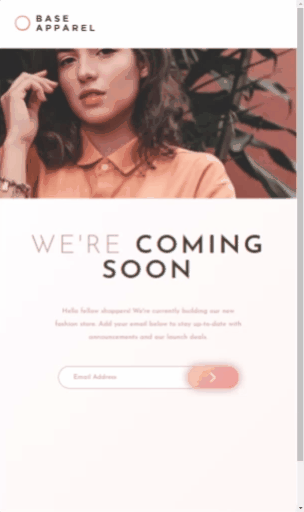 BASE
APPAREL
WE'RE COMING
SOON
Hello fellow shoppers! We're currently building our new
fashion store. Add your email below to stay up-to-date with
announcements and our launch deals.
Email Address